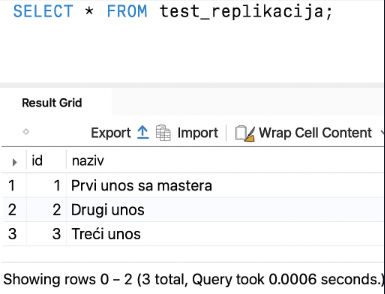 SELECT * FROM test_replikacija;
Result Grid
Export Import Wrap Cell Content
id naziv
1 1 Prvi unos sa mastera
2 2 Drugi unos
3 3 Treći unos
Showing rows 0 – 2 (3 total, Query took 0.0006 seconds.)